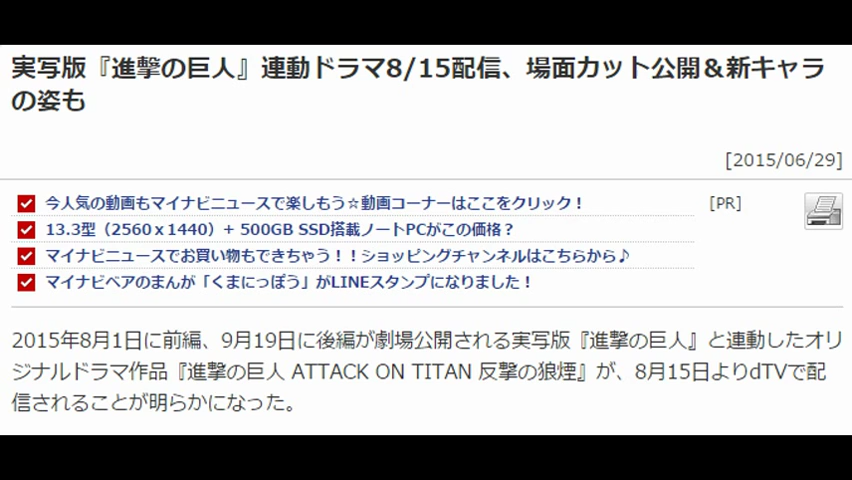 実写版『進撃の巨人』連動ドラマ8/15配信、場面カット公開＆新キャラ
の姿も
[2015/06/29]
今人気の動画もマイナビニュースで楽しもう☆動画コーナーはここをクリック！
[PR]
13.3型（2560ｘ1440）+ 500GB SSD搭載ノートPCがこの価格？
マイナビニュースでお買い物もできちゃう！！ショッピングチャンネルはこちらから♪
マイナビベアのまんが「くまにっぽう」がLINEスタンプになりました！
2015年8月1日に前編、9月19日に後編が劇場公開される実写版『進撃の巨人』と連動したオリ
ジナルドラマ作品『進撃の巨人 ATTACK ON TITAN 反撃の狼煙』が、8月15日よりdTVで配
信されることが明らかになった。